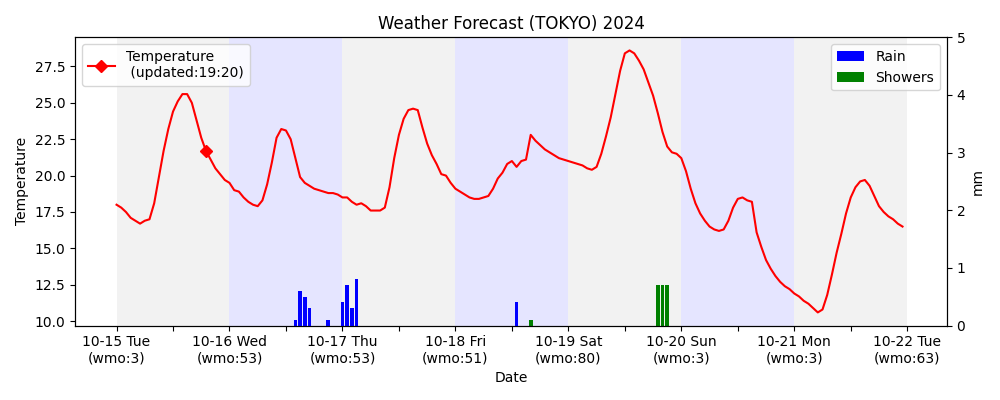 Weather Forecast (TOKYO) 2024
Temperature
(updated:19:20)
Rain
Showers
Temperature
27.5
25.0
22.5
20.0
17.5
15.0
12.5
10.0
5
4
3
2
1
0
mm
10-15 Tue
(wmo:3)
10-16 Wed
(wmo:53)
10-17 Thu
(wmo:53)
10-18 Fri
(wmo:51)
10-19 Sat
(wmo:80)
10-20 Sun
(wmo:3)
10-21 Mon
(wmo:3)
10-22 Tue
(wmo:63)
Date